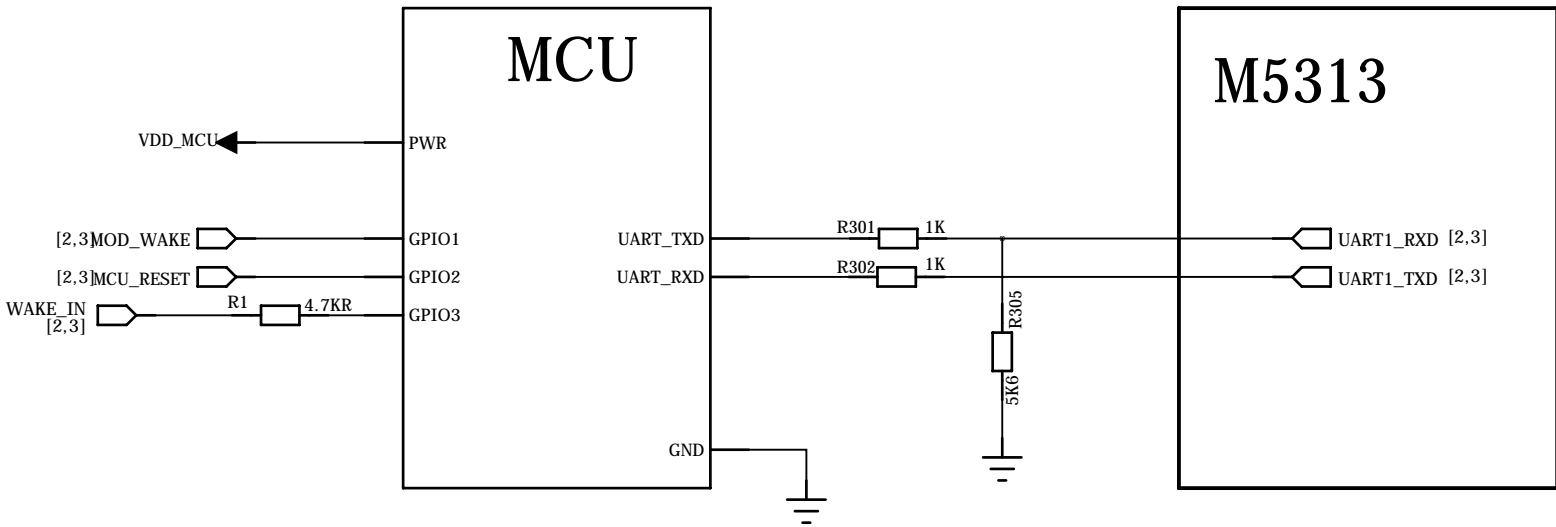 MCU
M5313
VDD_MCU
PWR
[2,3]MOD_WAKE
GPIO1
UART_TXD
R301
1K
UART1_RXD [2,3]
[2,3]MCU_RESET
GPIO2
UART_RXD
R302
1K
UART1_TXD [2,3]
WAKE_IN
[2,3]
R1
4.7KR
GPIO3
R305
5K6
GND